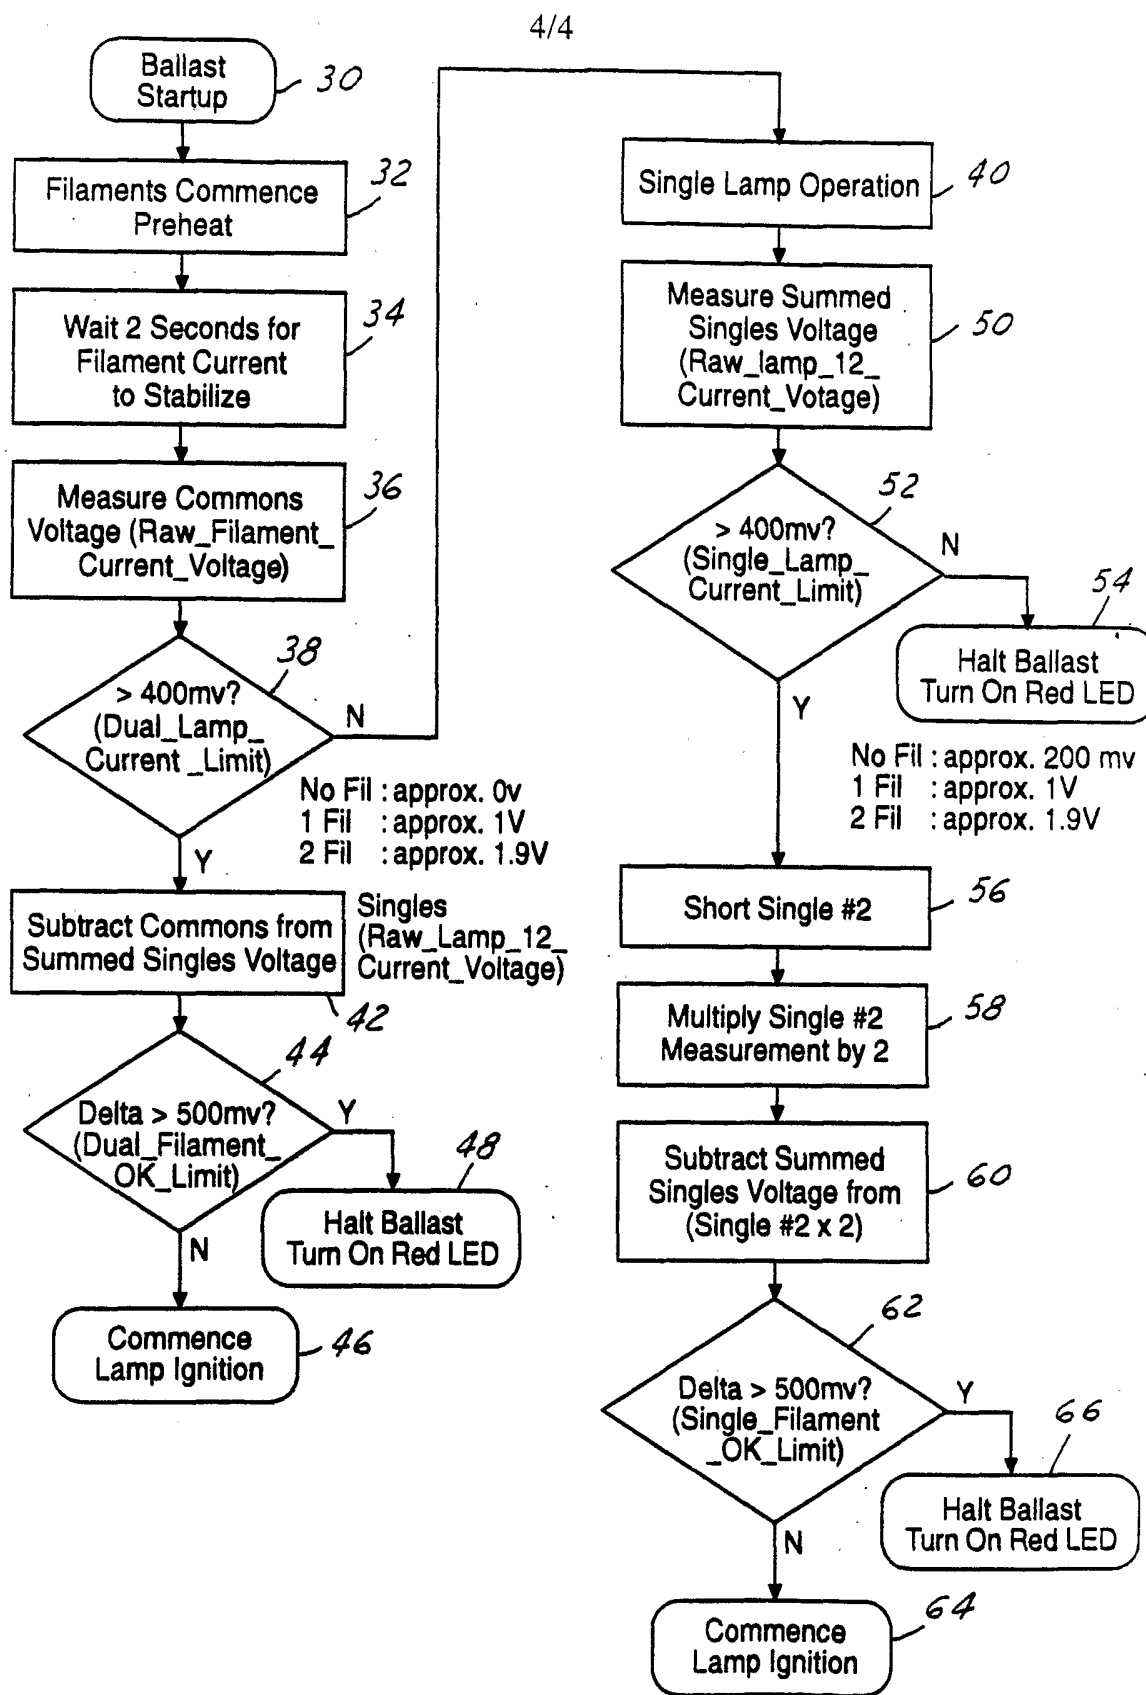 4/4
Ballast
Startup
30
Filaments Commence
Preheat
32
Wait 2 Seconds for
Filament Current
to Stabilize
34
Measure Commons
Voltage (Raw_Filament_
Current_Voltage)
36
> 400mv?
(Dual_Lamp_
Current_Limit)
38
N
Y
No Fil : approx. 0v
1 Fil : approx. 1V
2 Fil : approx. 1.9V
Subtract Commons from
Summed Singles Voltage
42
Singles
(Raw_Lamp_12_
Current_Voltage)
Delta > 500mv?
(Dual_Filament_
OK_Limit)
44
Y
N
Halt Ballast
Turn On Red LED
48
Commence
Lamp Ignition
46
Single Lamp Operation
40
Measure Summed
Singles Voltage
(Raw_lamp_12_
Current_Votage)
50
> 400mv?
(Single_Lamp_
Current_Limit)
52
N
Y
Halt Ballast
Turn On Red LED
54
No Fil : approx. 200 mv
1 Fil : approx. 1V
2 Fil : approx. 1.9V
Short Single #2
56
Multiply Single #2
Measurement by 2
58
Subtract Summed
Singles Voltage from
(Single #2 x 2)
60
Delta > 500mv?
(Single_Filament
_OK_Limit)
62
Y
N
Halt Ballast
Turn On Red LED
66
Commence
Lamp Ignition
64